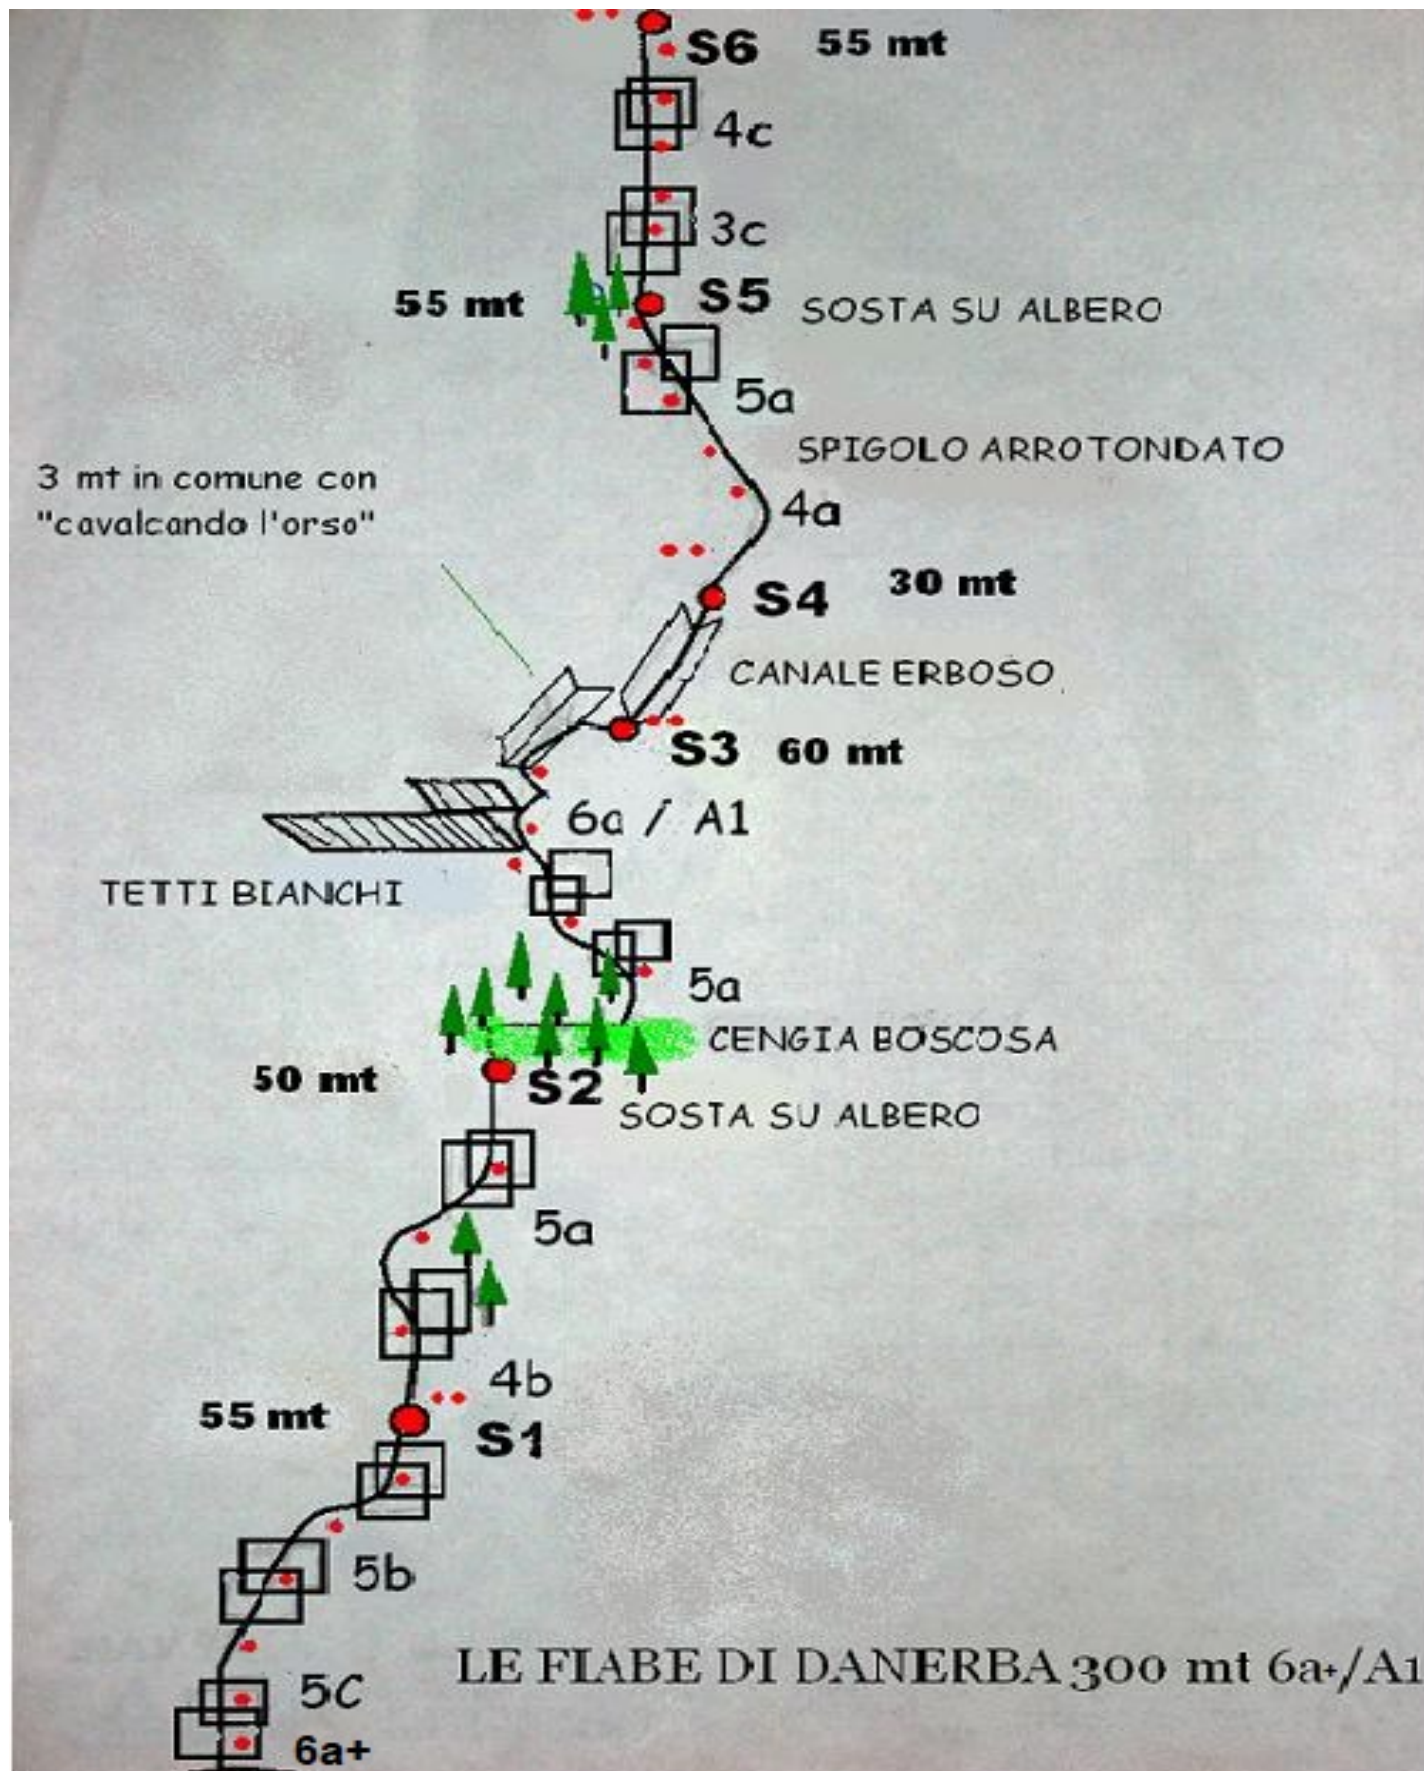 S6 55 mt
4c
3c
55 mt S5 SOSTA SU ALBERO
5a
SPIGOLO ARROTONDATO
3 mt in comune con
"cavalcando l'orso"
4a
S4 30 mt
CANALE ERBOSO
S3 60 mt
6a / A1
TETTI BIANCHI
5a
CENGIA BOSCOSA
50 mt S2
SOSTA SU ALBERO
5a
4b
55 mt S1
5b
LE FIABE DI DANERBA 300 mt 6a+/A1
5C
6a+